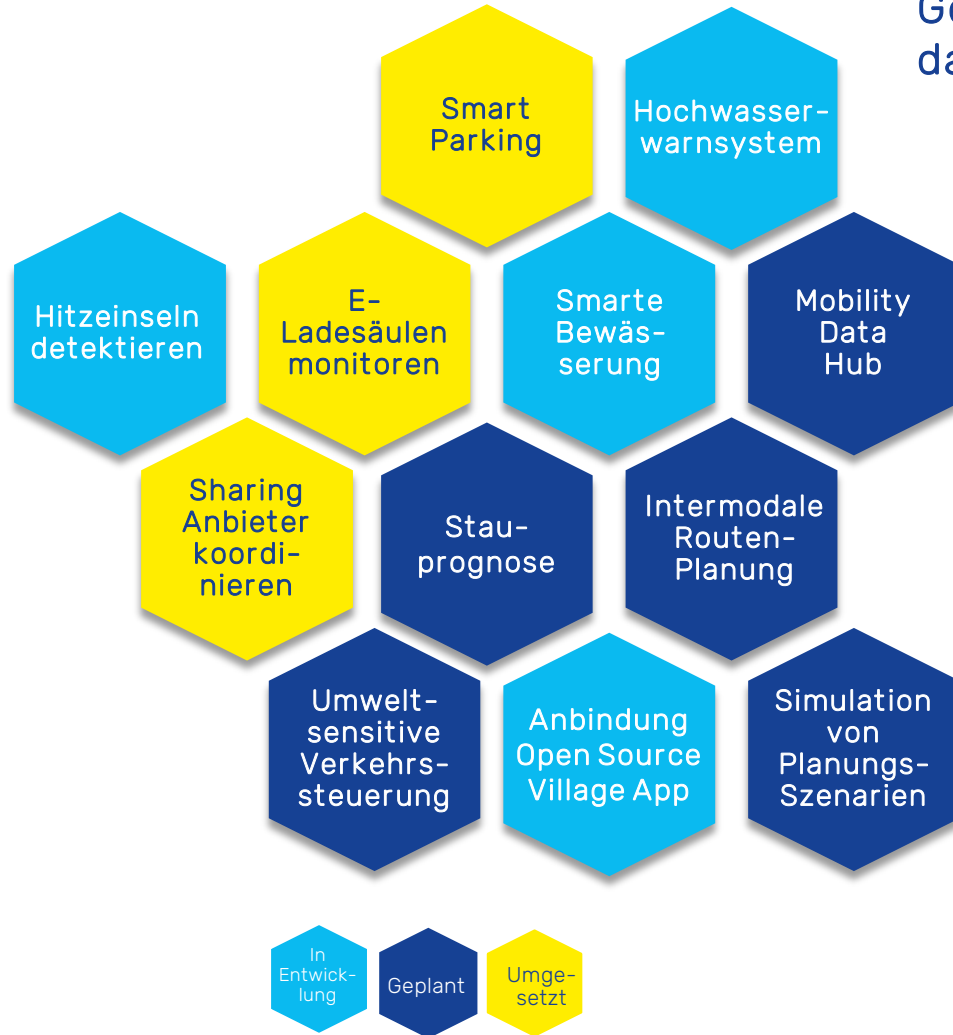 Smart
Parking
Hochwasser-
warnsystem
Hitzeinseln
detektieren
E-
Ladesäulen
monitoren
Smarte
Bewäs-
serung
Mobility
Data
Hub
Sharing
Anbieter
koordi-
nieren
Stau-
prognose
Intermodale
Routen-
Planung
Umwelt-
sensitive
Verkehrs-
steuerung
Anbindung
Open Source
Village App
Simulation
von
Planungs-
Szenarien
In
Entwick-
lung
Geplant
Umge-
setzt